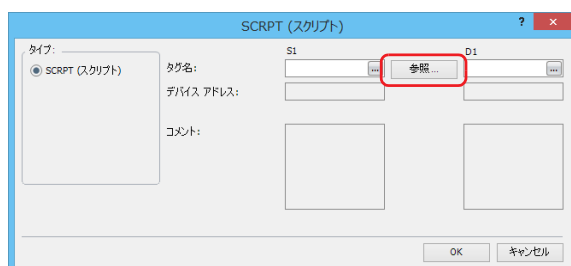 SCRPT (スクリプト)
? ×
タイプ:
SCRPT (スクリプト)
S1
D1
タグ名:
...
参照...
...
デバイス アドレス:
コメント:
OK
キャンセル